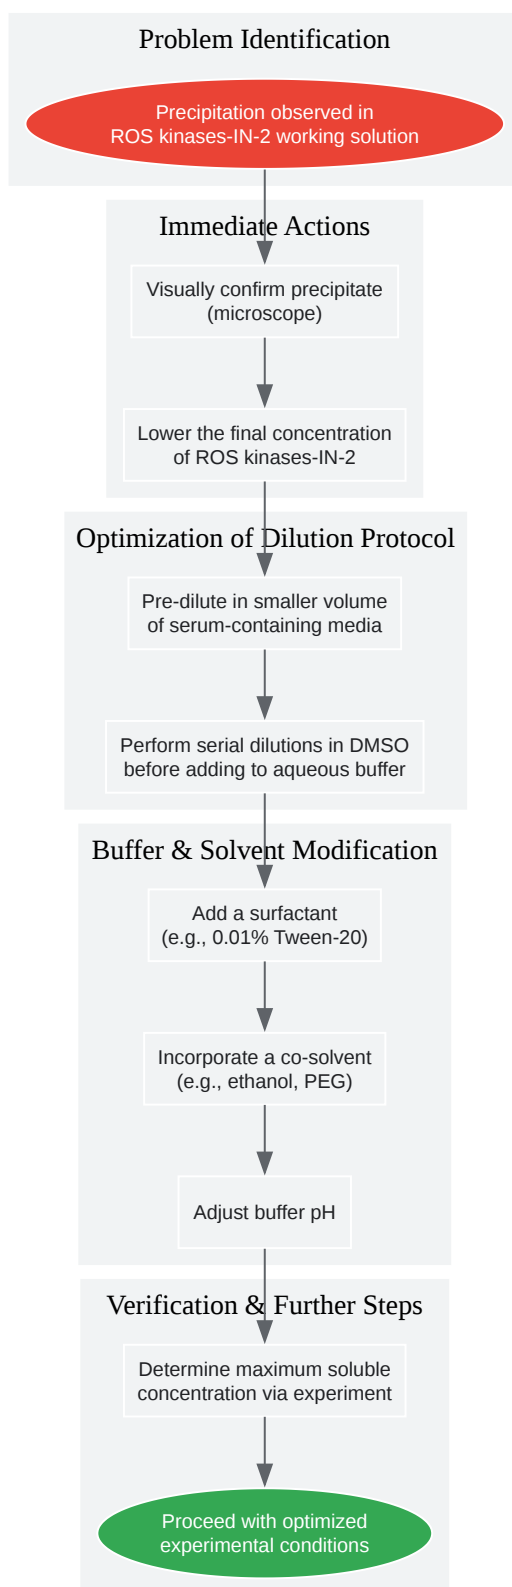 Problem Identification
Precipitation observed in
ROS kinases-IN-2 working solution
Immediate Actions
Visually confirm precipitate
(microscope)
Lower the final concentration
of ROS kinases-IN-2
Optimization of Dilution Protocol
Pre-dilute in smaller volume
of serum-containing media
Perform serial dilutions in DMSO
before adding to aqueous buffer
Buffer & Solvent Modification
Add a surfactant
(e.g., 0.01% Tween-20)
Incorporate a co-solvent
(e.g., ethanol, PEG)
Adjust buffer pH
Verification & Further Steps
Determine maximum soluble
concentration via experiment
Proceed with optimized
experimental conditions